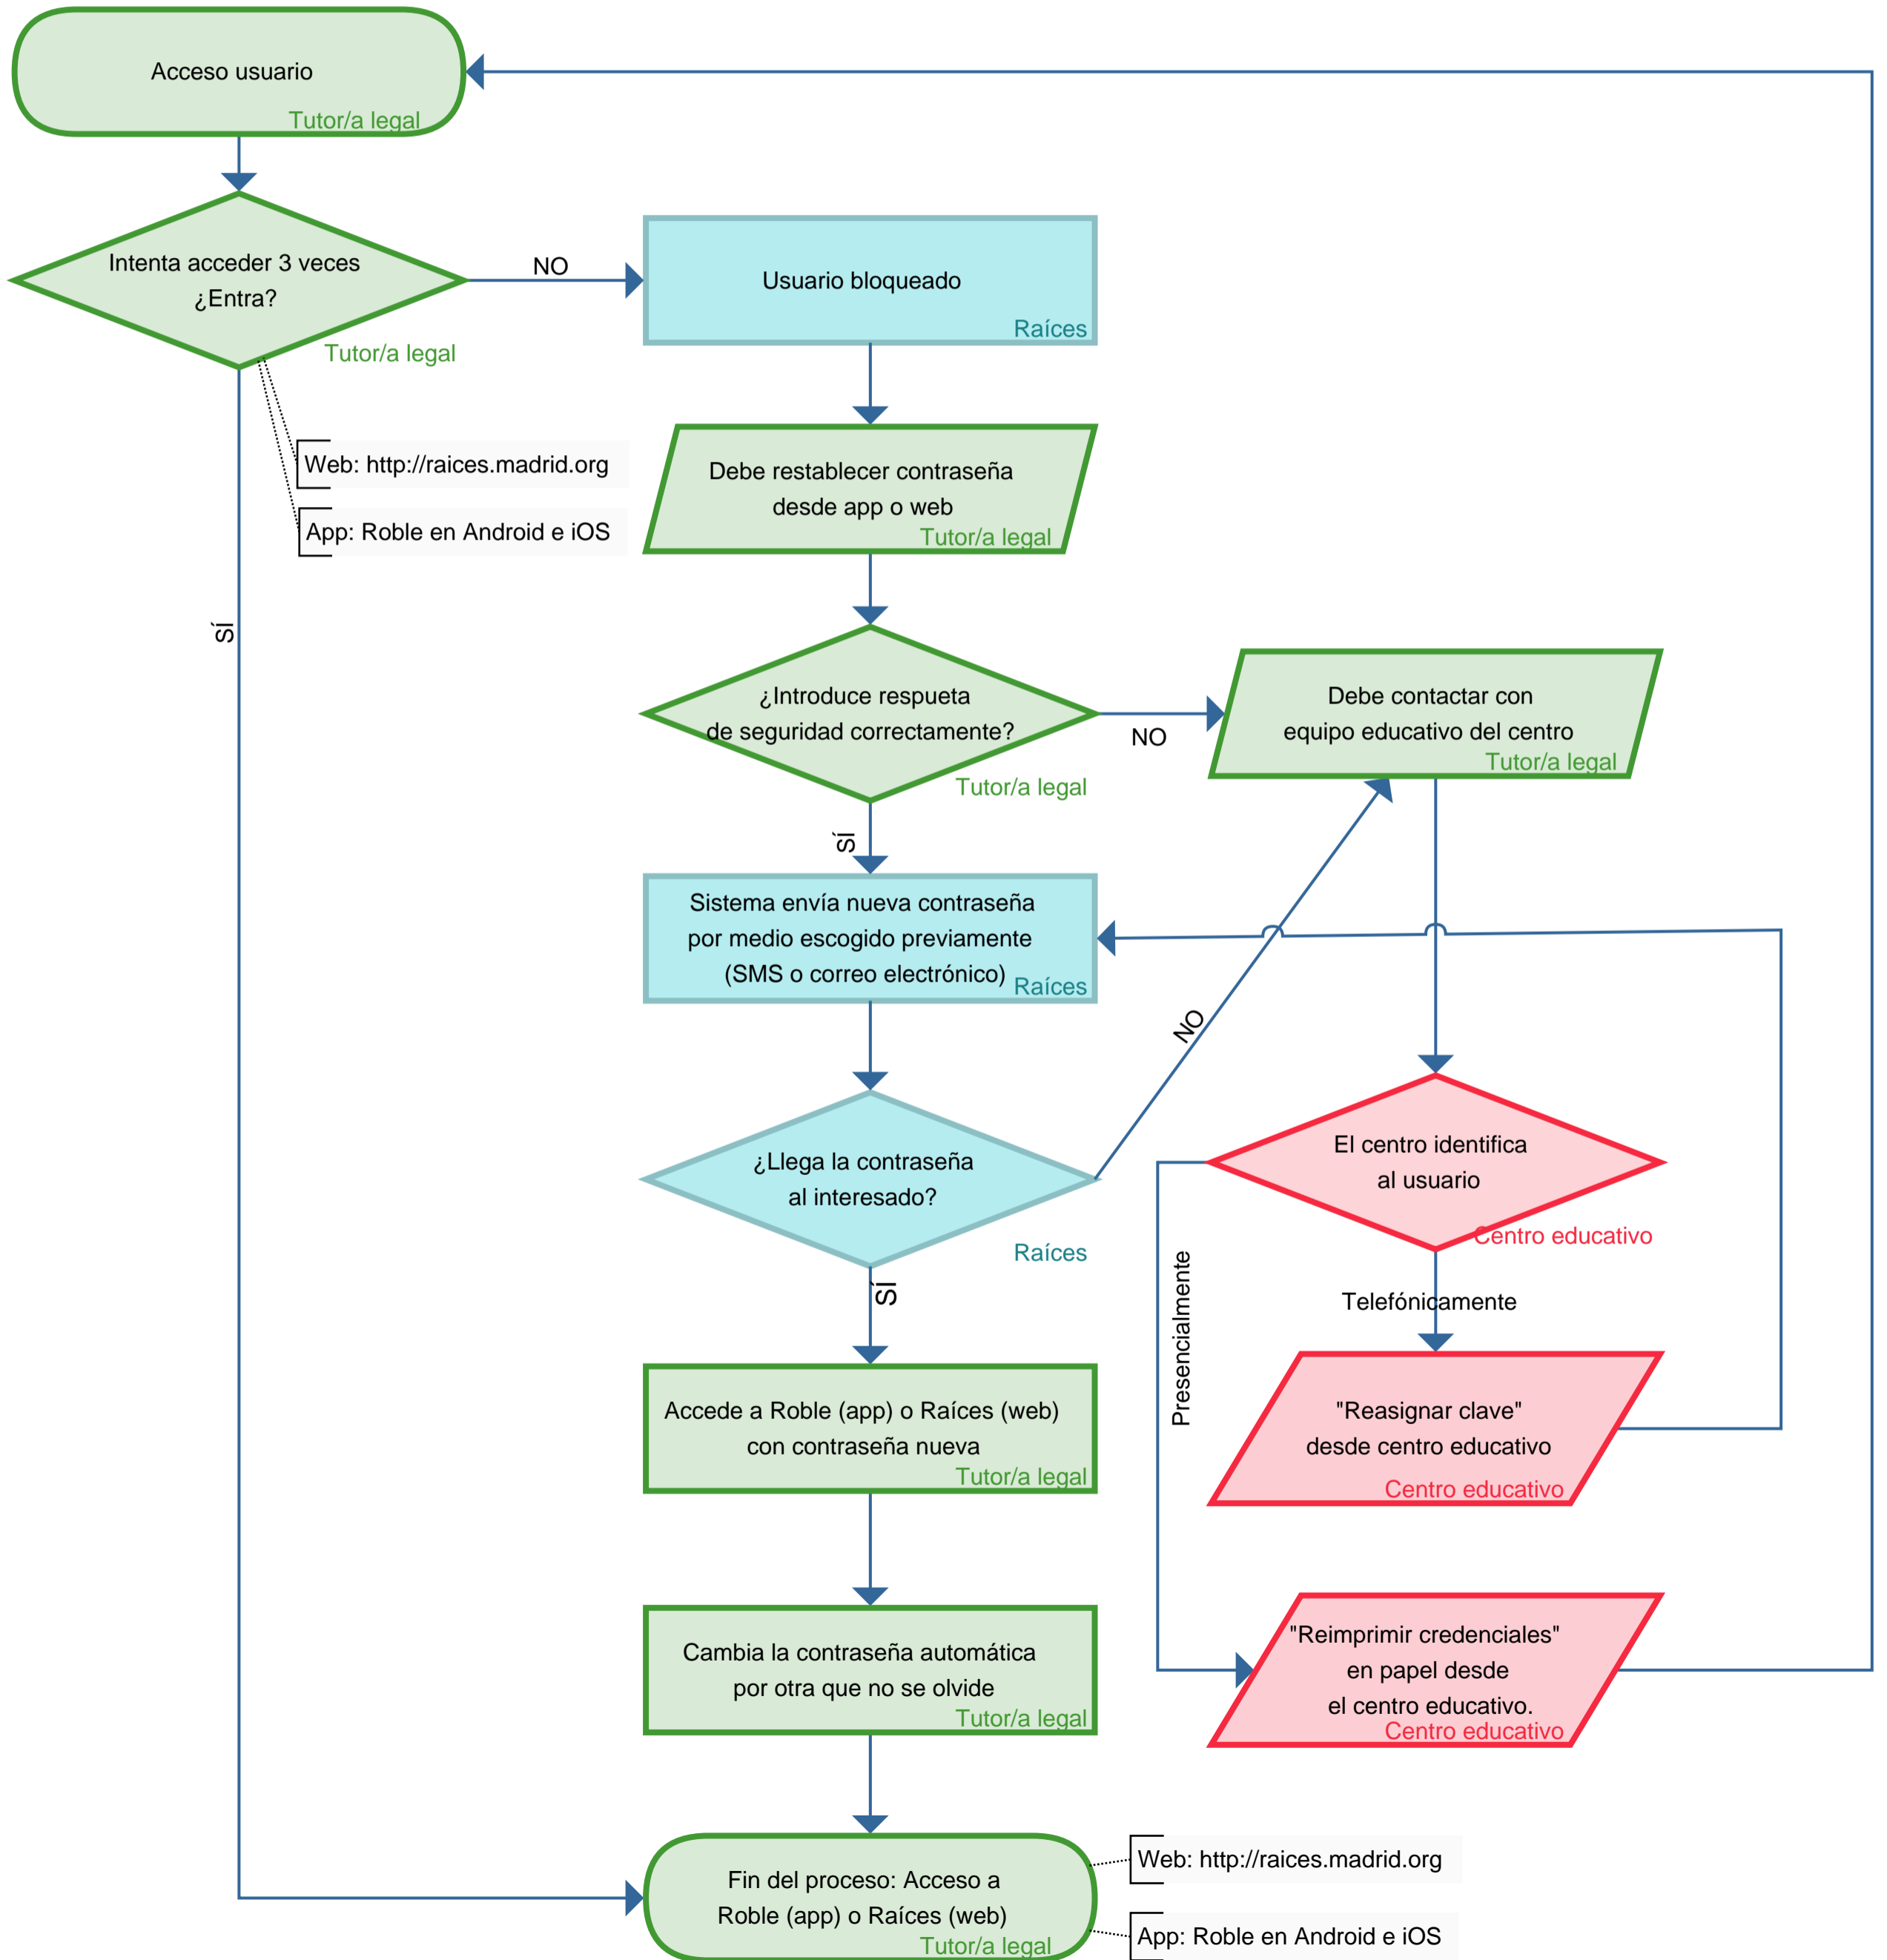 Acceso usuario
Tutor/a legal
Intenta acceder 3 veces
¿Entra?
Tutor/a legal
NO
Usuario bloqueado
Raíces
Web: http://raices.madrid.org
App: Roble en Android e iOS
SÍ
Debe restablecer contraseña
desde app o web
Tutor/a legal
¿Introduce respueta
de seguridad correctamente?
Tutor/a legal
NO
Debe contactar con
equipo educativo del centro
Tutor/a legal
SÍ
Sistema envía nueva contraseña
por medio escogido previamente
(SMS o correo electrónico)
Raíces
NO
¿Llega la contraseña
al interesado?
Raíces
El centro identifica
al usuario
Centro educativo
SÍ
Presencialmente
Telefónicamente
Accede a Roble (app) o Raíces (web)
con contraseña nueva
Tutor/a legal
"Reasignar clave"
desde centro educativo
Centro educativo
Cambia la contraseña automática
por otra que no se olvide
Tutor/a legal
"Reimprimir credenciales"
en papel desde
el centro educativo.
Centro educativo
Fin del proceso: Acceso a
Roble (app) o Raíces (web)
Tutor/a legal
Web: http://raices.madrid.org
App: Roble en Android e iOS